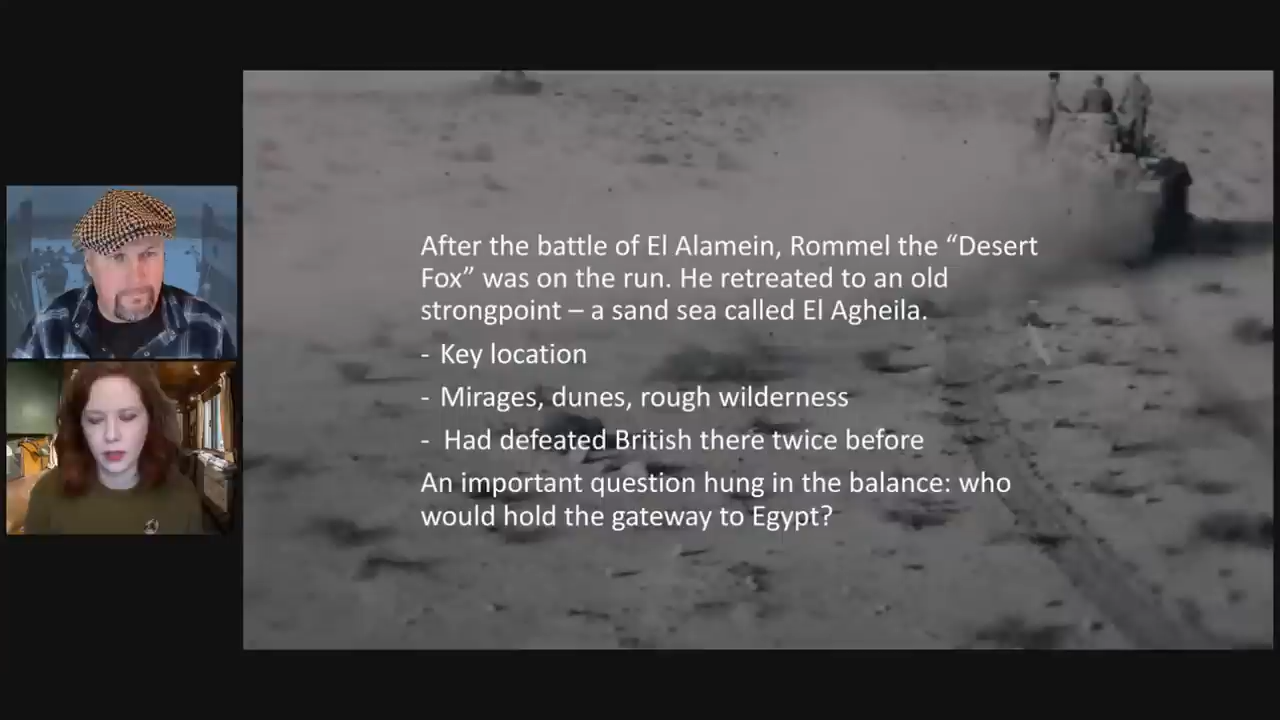 After the battle of El Alamein, Rommel the “Desert
Fox” was on the run. He retreated to an old
strongpoint – a sand sea called El Agheila.
- Key location
- Mirages, dunes, rough wilderness
- Had defeated British there twice before
An important question hung in the balance: who
would hold the gateway to Egypt?